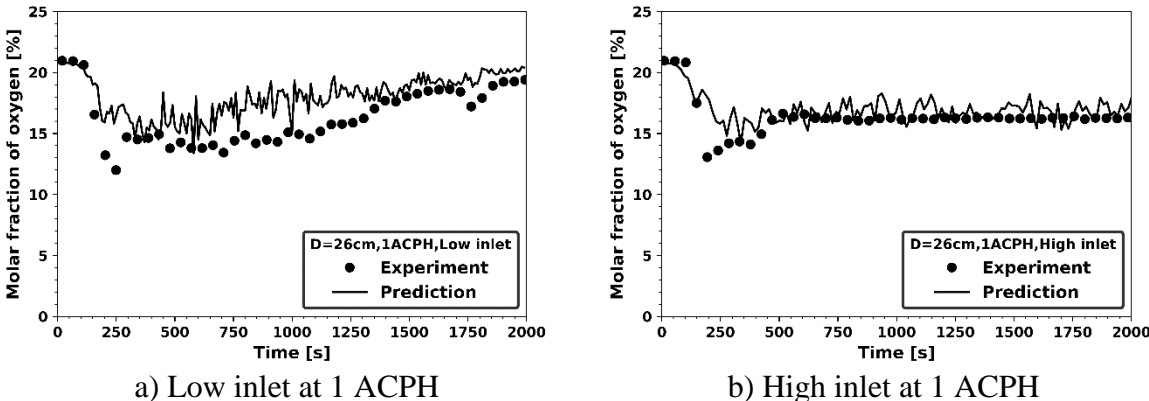 Molar fraction of oxygen [%]
25
20
15
10
5
0
D=26cm,1ACPH,Low inlet
Experiment
Prediction
0 250 500 750 1000 1250 1500 1750 2000
Time [s]
a) Low inlet at 1 ACPH
Molar fraction of oxygen [%]
25
20
15
10
5
0
D=26cm,1ACPH,High inlet
Experiment
Prediction
0 250 500 750 1000 1250 1500 1750 2000
Time [s]
b) High inlet at 1 ACPH